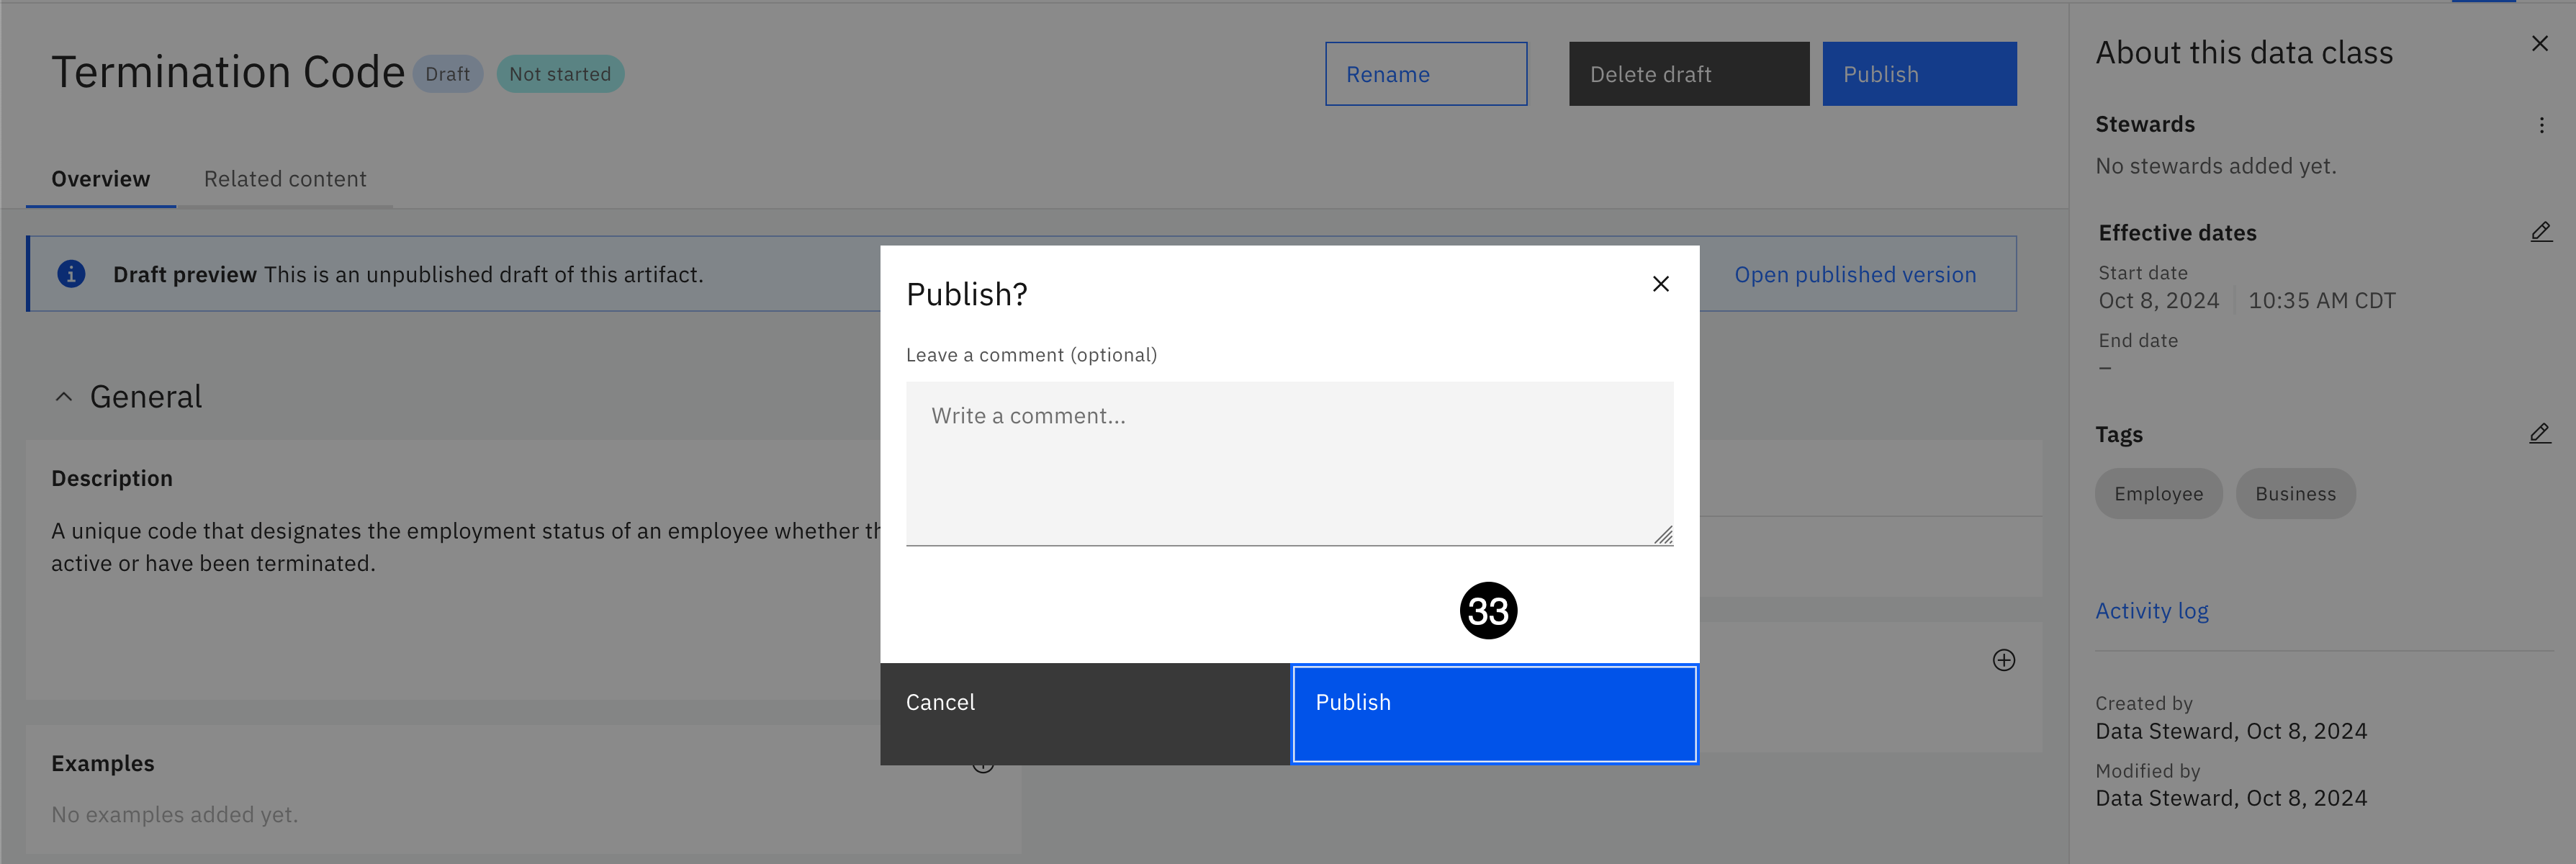 Termination Code Draft Not started
Rename Delete draft Publish
Overview Related content
Draft preview This is an unpublished draft of this artifact.
Open published version
General
Description
A unique code that designates the employment status of an employee whether
active or have been terminated.
Examples
No examples added yet.
Publish?
Leave a comment (optional)
Write a comment...
33
Cancel Publish
About this data class
Stewards
No stewards added yet.
Effective dates
Start date
Oct 8, 2024 10:35 AM CDT
End date
–
Tags
Employee Business
Activity log
Created by
Data Steward, Oct 8, 2024
Modified by
Data Steward, Oct 8, 2024